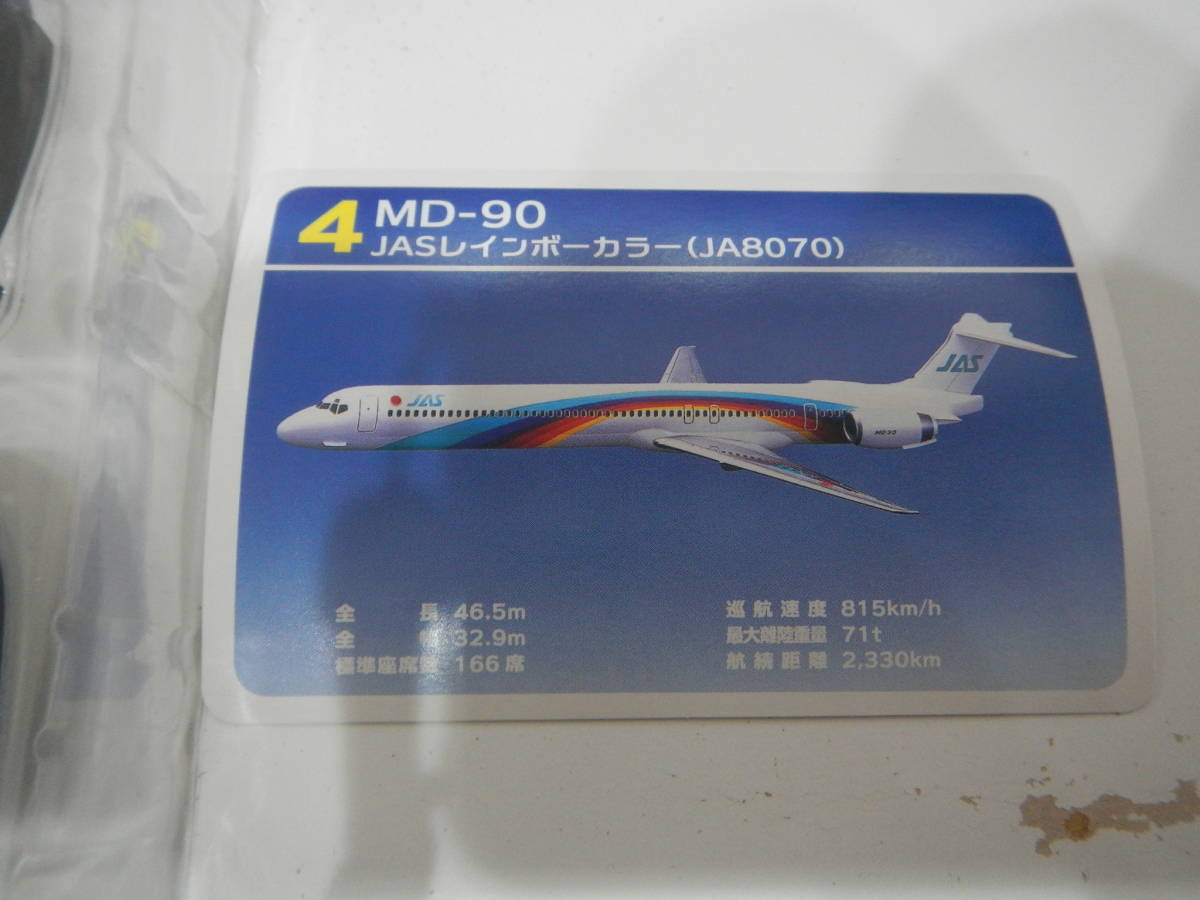 4 MD-90
JASレインボーカラー(JA8070)
JAS
JAS
MD-90
全長 46.5m
全幅 32.9m
標準座席数 166席
巡航速度 815km/h
最大離陸重量 71t
航続距離 2,330km